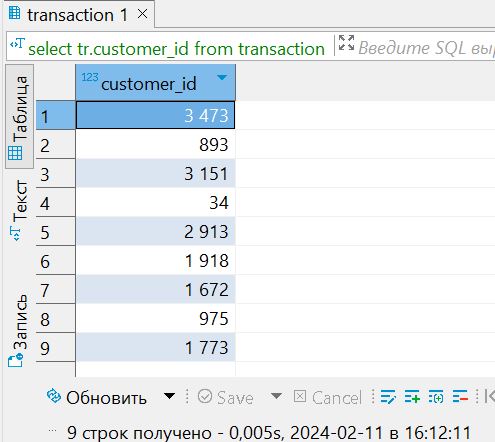 transaction 1 ×
select tr.customer_id from transaction Введите SQL выр
Таблица
Текст
Запись
123 customer_id
1 3 473
2 893
3 3 151
4 34
5 2 913
6 1 918
7 1 672
8 975
9 1 773
Обновить Save Cancel
9 строк получено - 0,005s, 2024-02-11 в 16:12:11